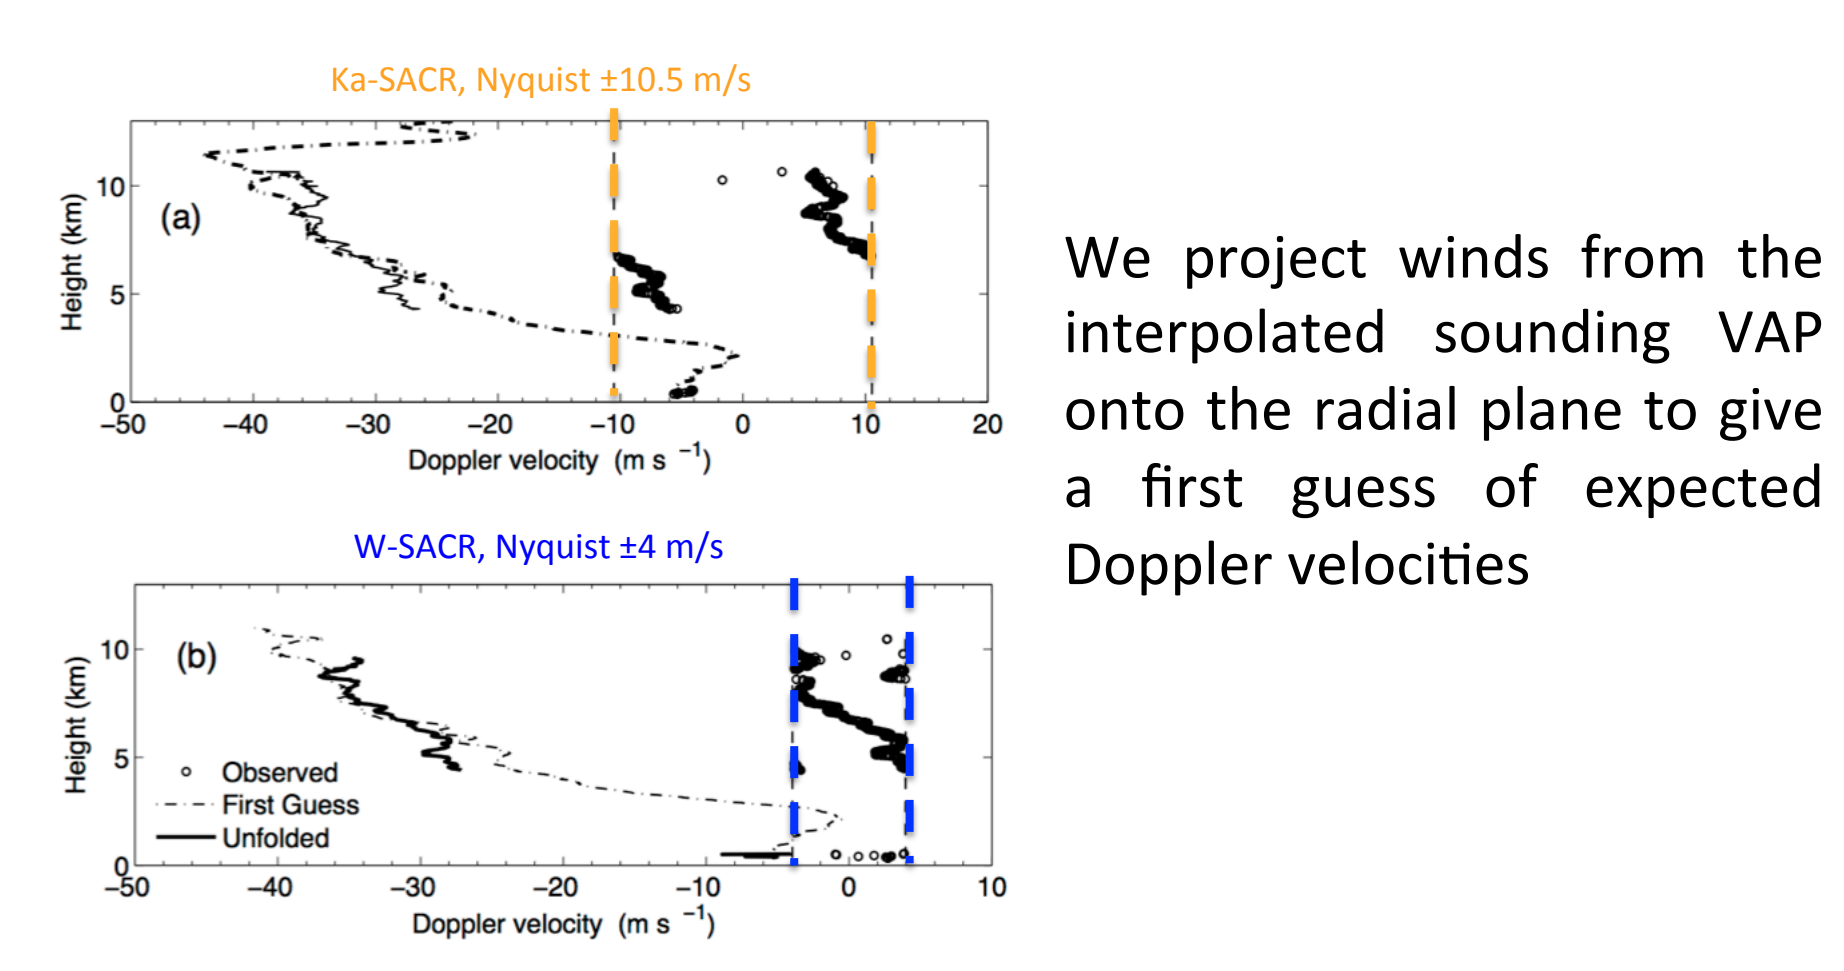 Ka-SACR, Nyquist ±10.5 m/s
Height (km)
10
5
0
(a)
−50 −40 −30 −20 −10 0 10 20
Doppler velocity (m s −1)
W-SACR, Nyquist ±4 m/s
Height (km)
10
5
0
(b)
Observed
First Guess
Unfolded
−50 −40 −30 −20 −10 0 10
Doppler velocity (m s −1)
We project winds from the
interpolated sounding VAP
onto the radial plane to give
a first guess of expected
Doppler velocities